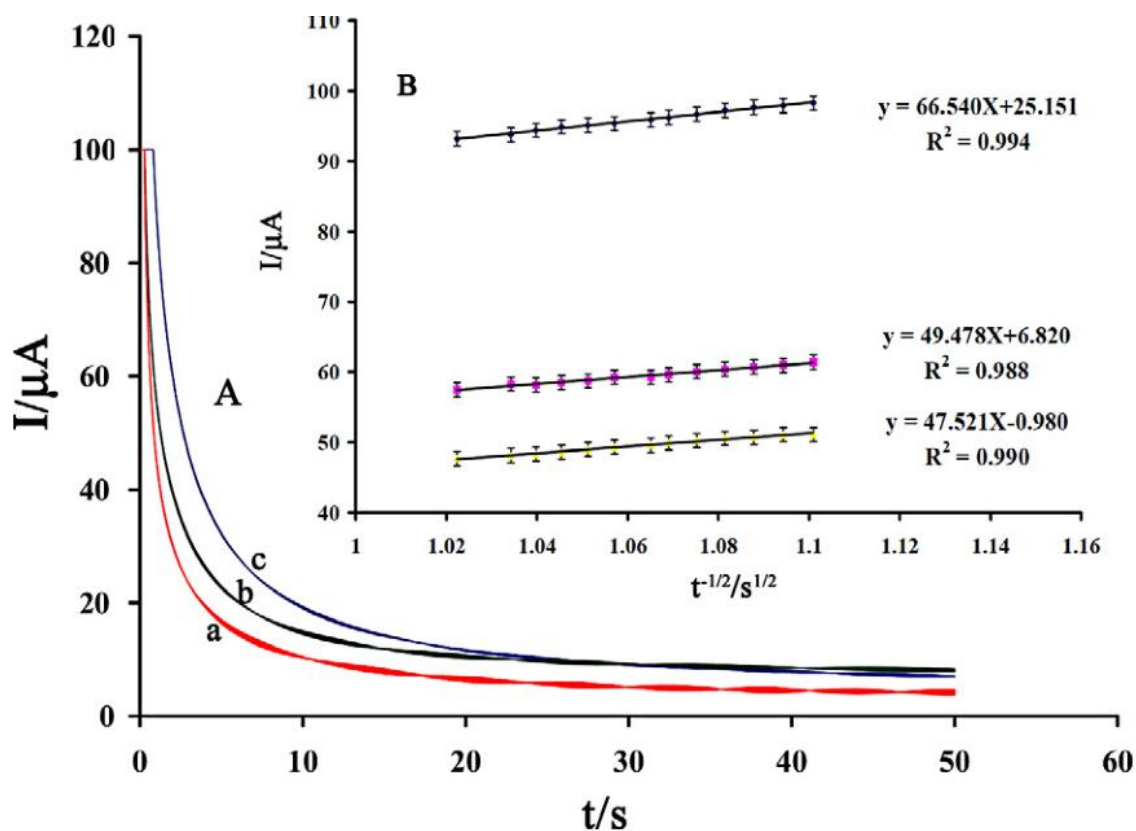 I/μA
120
100
80
60
40
20
0
0
10
20
30
40
50
60
t/s
A
a
b
c
B
I/μA
110
100
90
80
70
60
50
40
1
1.02
1.04
1.06
1.08
1.1
1.12
1.14
1.16
t⁻¹/²/s¹/²
y = 66.540X+25.151
R² = 0.994
y = 49.478X+6.820
R² = 0.988
y = 47.521X-0.980
R² = 0.990